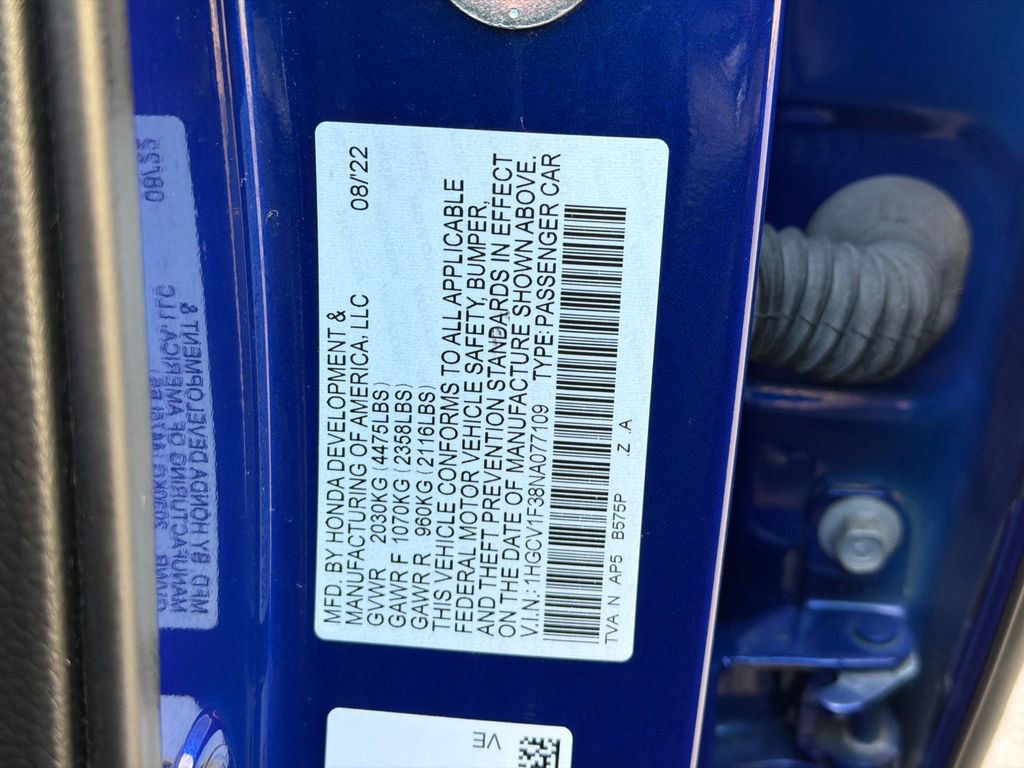 MFD. BY HONDA DEVELOPMENT &
MANUFACTURING OF AMERICA, LLC 08/22
GVWR 2030KG (4475LBS)
GAWR F 1070KG (2358LBS)
GAWR R 960KG (2116LBS)
THIS VEHICLE CONFORMS TO ALL APPLICABLE
FEDERAL MOTOR VEHICLE SAFETY, BUMPER,
AND THEFT PREVENTION STANDARDS IN EFFECT
ON THE DATE OF MANUFACTURE SHOWN ABOVE.
V.I.N.: 1HGCV1F38NA077109 TYPE: PASSENGER CAR
TVA N AP5 B575P Z A
VE